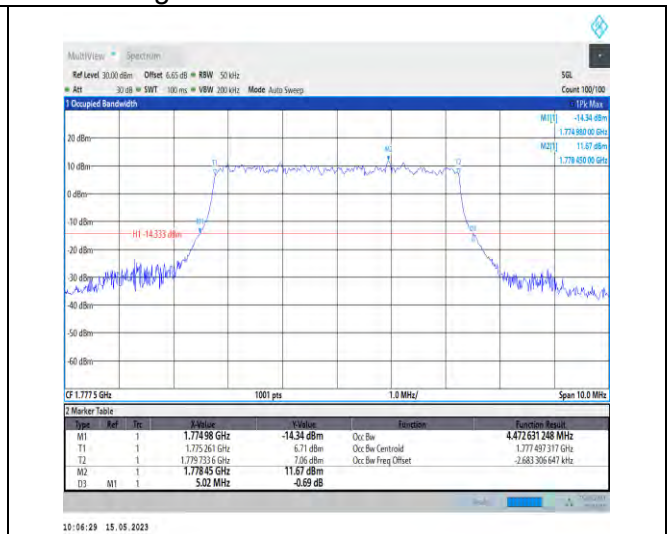 MultiView Spectrum
Ref Level 30.00 dBm Offset 6.65 dB RBW 50 kHz SGL
Att 30 dB SWT 100 ms VBW 200 kHz Mode Auto Sweep Count 100/100
1 Occupied Bandwidth 1Pk Max
M1[1] -14.34 dBm
1.774 980 00 GHz
M2[1] 11.67 dBm
1.778 450 00 GHz
20 dBm
10 dBm
0 dBm
-10 dBm
-20 dBm
-30 dBm
-40 dBm
-50 dBm
-60 dBm
T1
M2
T2
H1 -14.333 dBm
CF 1.777 5 GHz 1001 pts 1.0 MHz/ Span 10.0 MHz
2 Marker Table
Type Ref Trc X-Value Y-Value Function Function Result
M1 1 1.774 98 GHz -14.34 dBm Occ Bw 4.472 631 248 MHz
T1 1 1.775 261 GHz 6.71 dBm Occ Bw Centroid 1.777 497 317 GHz
T2 1 1.779 733 6 GHz 7.06 dBm Occ Bw Freq Offset -2.683 306 647 kHz
M2 1 1.778 45 GHz 11.67 dBm
D3 M1 1 5.02 MHz -0.69 dB
10:06:29 15.05.2023